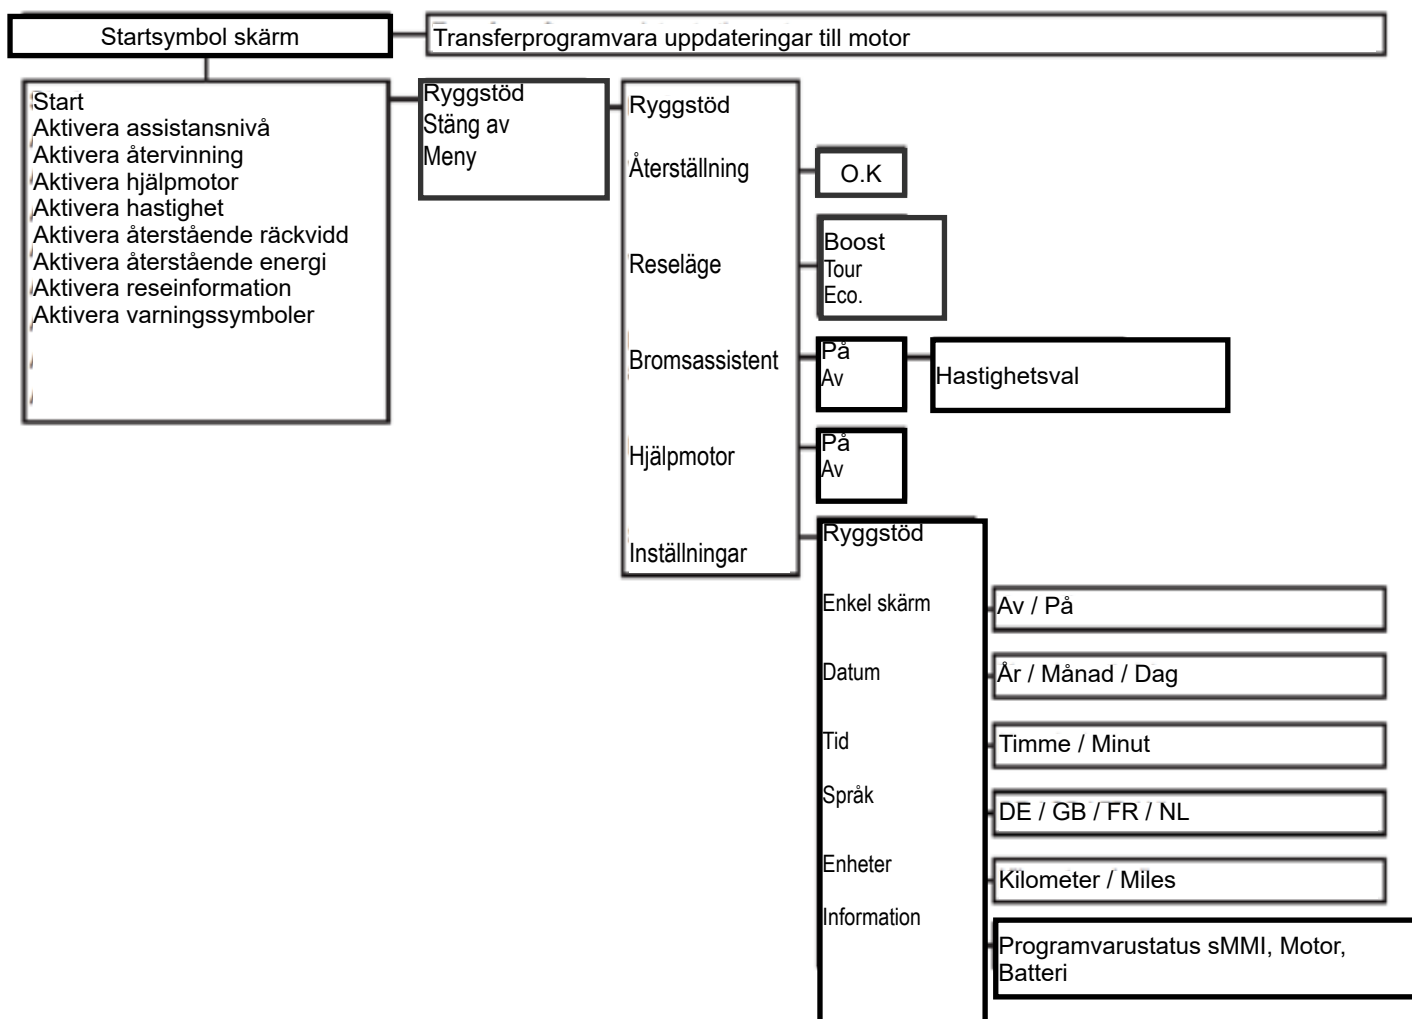 Startsymbol skärm
Transferprogramvara uppdateringar till motor
Start
Aktivera assistansnivå
Aktivera återvinning
Aktivera hjälpmotor
Aktivera hastighet
Aktivera återstående räckvidd
Aktivera återstående energi
Aktivera reseinformation
Aktivera varningssymboler
Ryggstöd
Stäng av
Meny
Ryggstöd
Återställning
O.K
Reseläge
Boost
Tour
Eco.
Bromsassistent
På
Av
Hastighetsval
Hjälpmotor
På
Av
Inställningar
Ryggstöd
Enkel skärm
Av / På
Datum
År / Månad / Dag
Tid
Timme / Minut
Språk
DE / GB / FR / NL
Enheter
Kilometer / Miles
Information
Programvarustatus sMMI, Motor,
Batteri